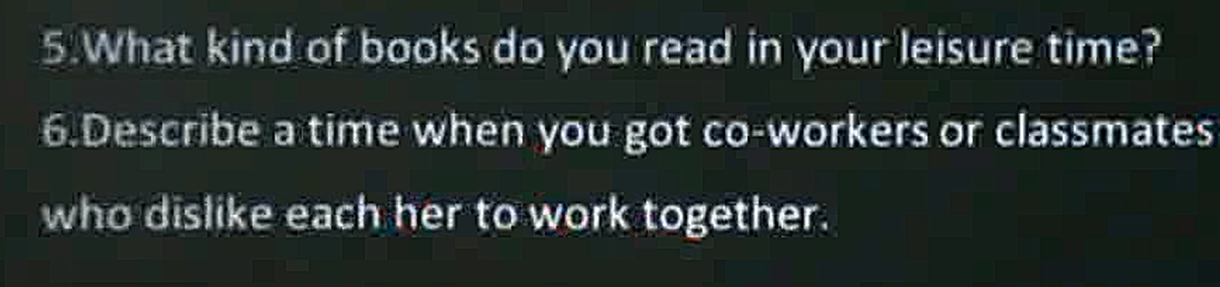 5.What kind of books do you read in your leisure time?
6.Describe a time when you got co-workers or classmates
who dislike each her to work together.